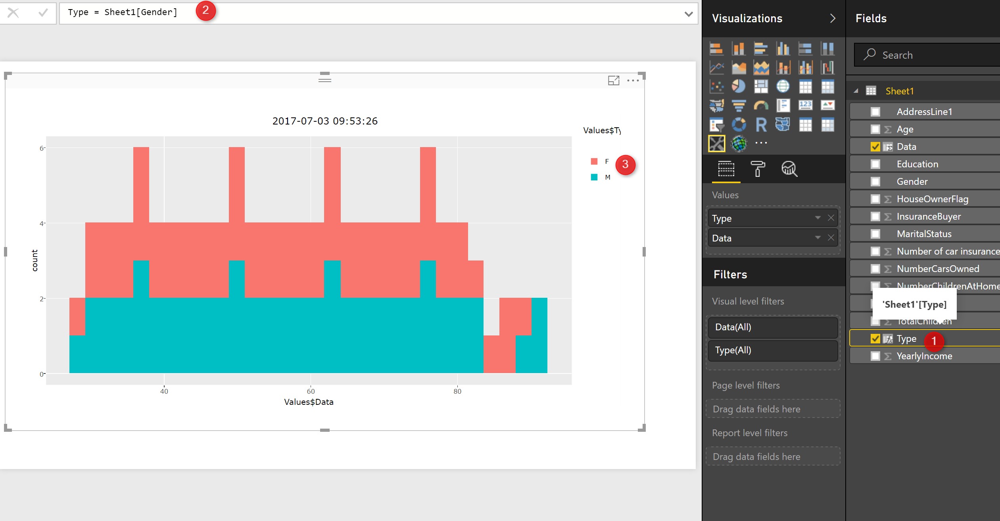 Type = Sheet1[Gender]
2
2017-07-03 09:53:26
Values$Ty
F
M
3
6
4
2
0
count
40
60
80
Values$Data
Visualizations
123
R
Values
Type
Data
Filters
Visual level filters
Data(All)
Type(All)
Page level filters
Drag data fields here
Report level filters
Drag data fields here
Fields
Search
Sheet1
AddressLine1
Age
Data
Education
Gender
HouseOwnerFlag
InsuranceBuyer
MaritalStatus
Number of car insurance
NumberCarsOwned
NumberChildrenAtHome
'Sheet1'[Type]
TotalChildren
Type
1
YearlyIncome